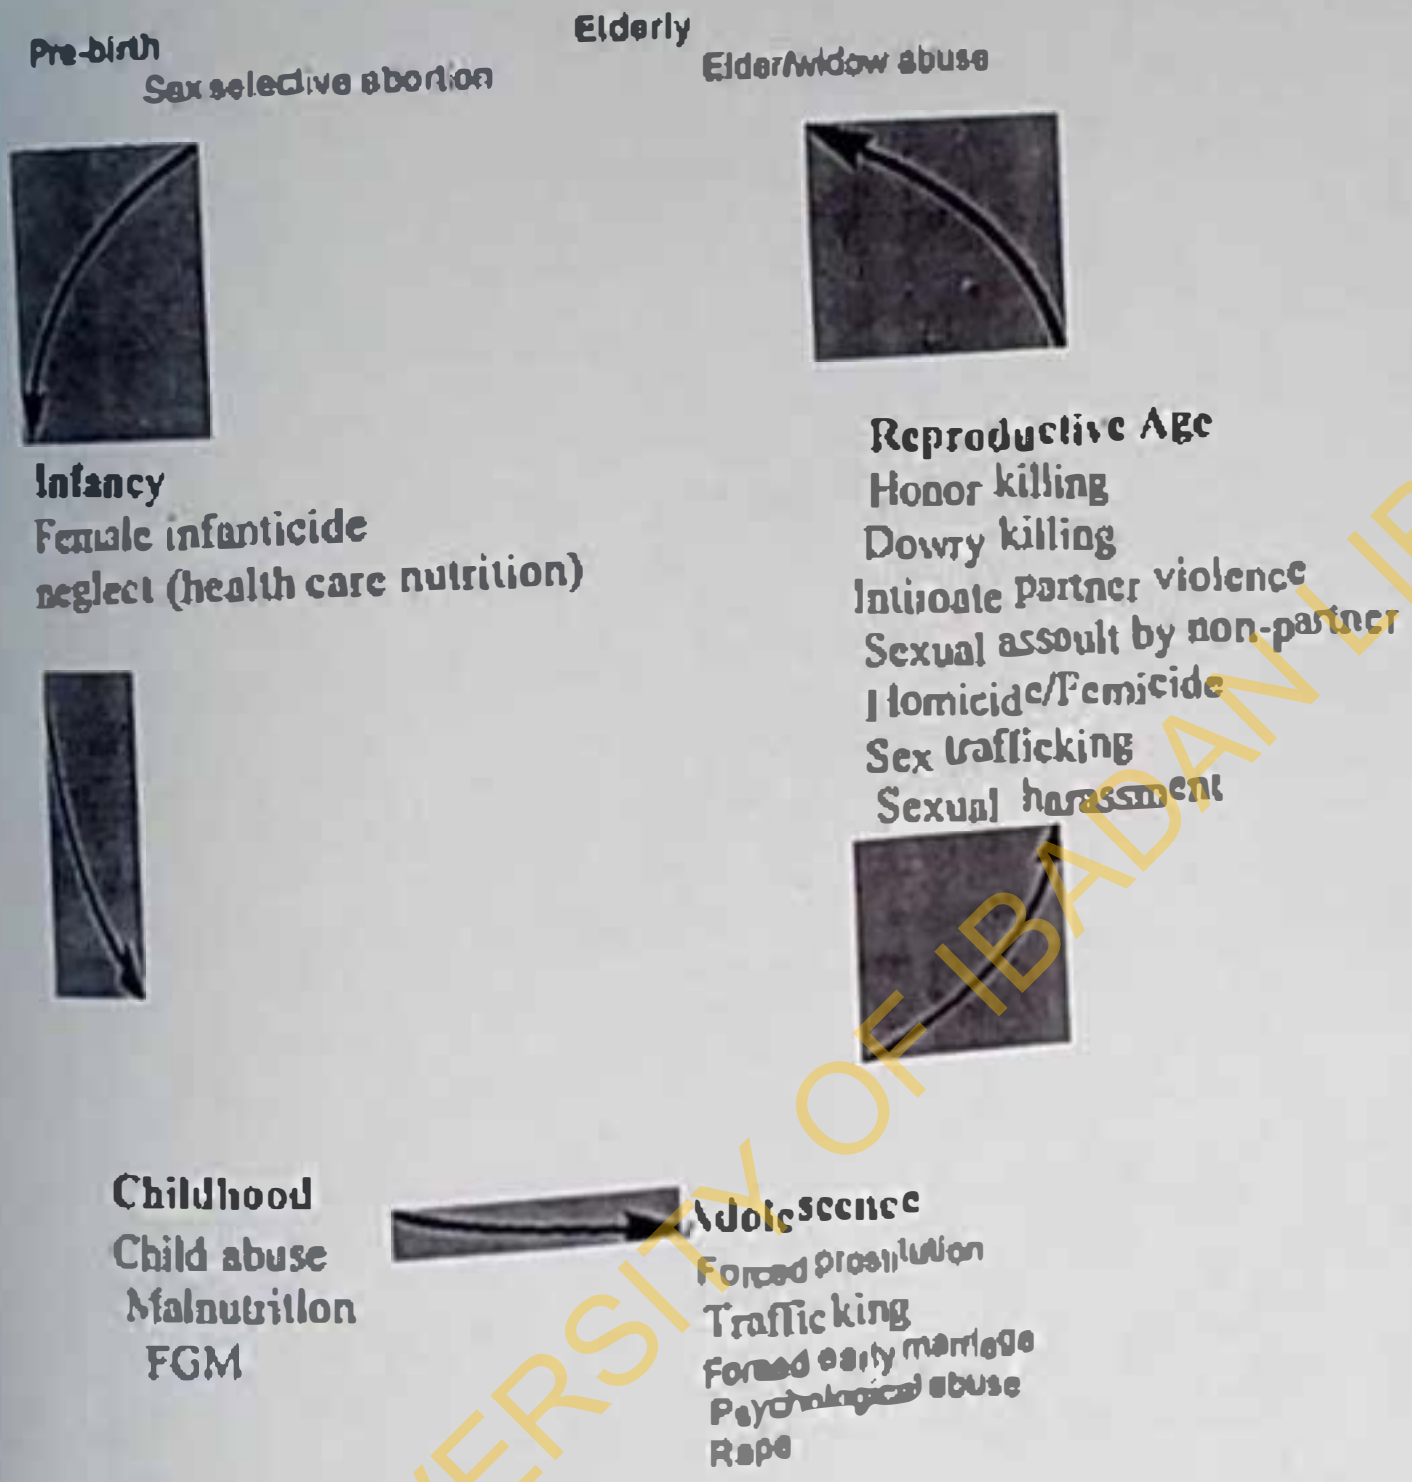 Pre-birth
Sex selective abortion
Elderly
Elder/widow abuse
Infancy
Female infanticide
neglect (health care nutrition)
Reproductive Age
Honor killing
Dowry killing
Intimate partner violence
Sexual assoult by non-partner
Homicide/Femicide
Sex trafficking
Sexual harassment
Childhood
Child abuse
Malnutrition
FGM
Adolescence
Forced prostitution
Trafficking
Forced early marriage
Psychological abuse
Rape
UNIVERSITY OF IBADAN LIB